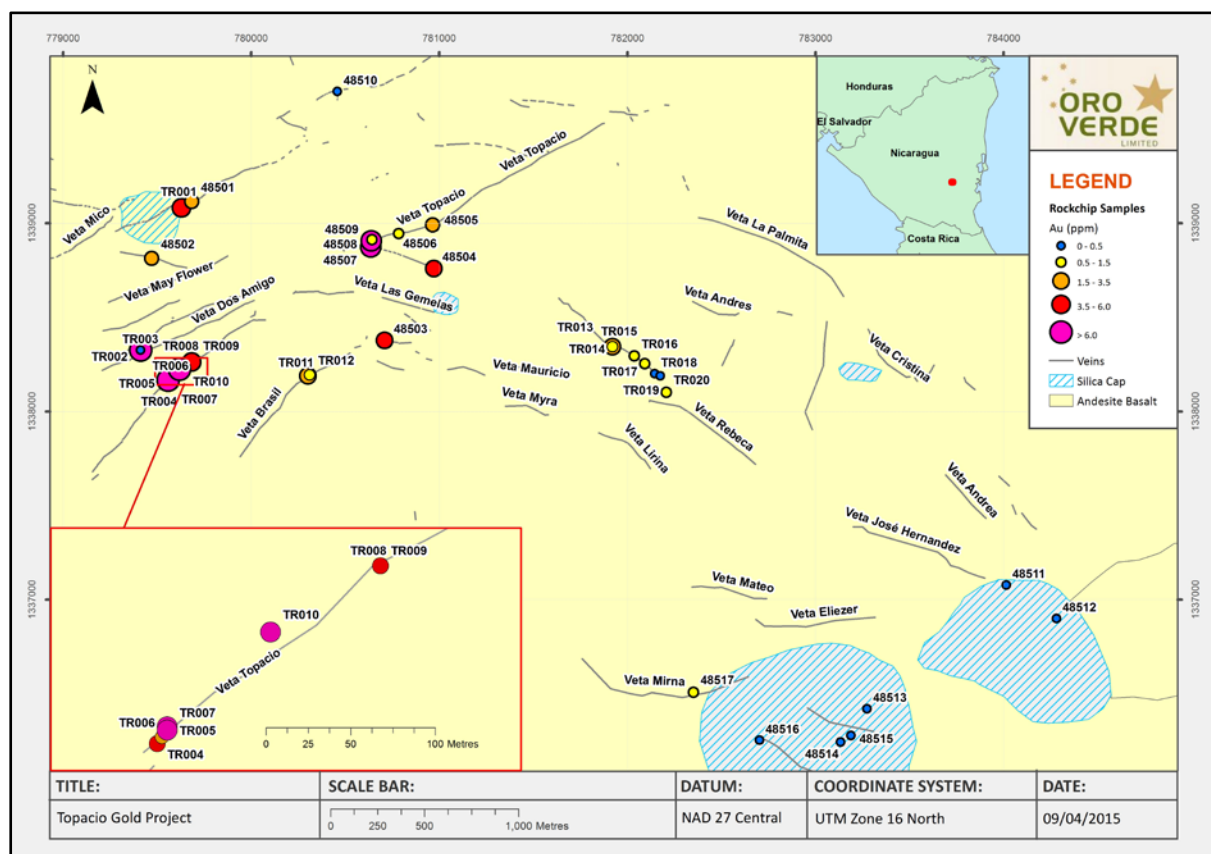 779000
780000
781000
782000
783000
784000
N
48510
Honduras
El Salvador
Nicaragua
Costa Rica
ORO
VERDE
LIMITED
LEGEND
Rockchip Samples
Au (ppm)
0 - 0.5
0.5 - 1.5
1.5 - 3.5
3.5 - 6.0
> 6.0
Veins
Silica Cap
Andesite Basalt
1339000
1338000
1337000
1339000
1338000
1337000
TR001
48501
Veta Mico
48502
Veta May Flower
Veta Dos Amigo
Veta Topacio
Veta Topacio
48509
48508
48507
48505
48506
48504
Veta Las Gemelas
48503
Veta La Palmita
Veta Andres
Veta Cristina
TR003
TR002
TR008
TR009
TR006
TR005
TR010
TR004
TR007
TR011
TR012
Veta Brasil
TR013
TR015
TR014
TR016
TR018
TR017
TR020
TR019
Veta Mauricio
Veta Myra
Veta Lirina
Veta Rebeca
Veta Andrea
Veta José Hernandez
48511
48512
Veta Mateo
Veta Eliezer
Veta Mirna
48517
48513
48516
48515
48514
TR008 TR009
TR010
Veta Topacio
TR007
TR006
TR005
TR004
0 25 50 100 Metres
TITLE:
Topacio Gold Project
SCALE BAR:
0 250 500 1,000 Metres
DATUM:
NAD 27 Central
COORDINATE SYSTEM:
UTM Zone 16 North
DATE:
09/04/2015